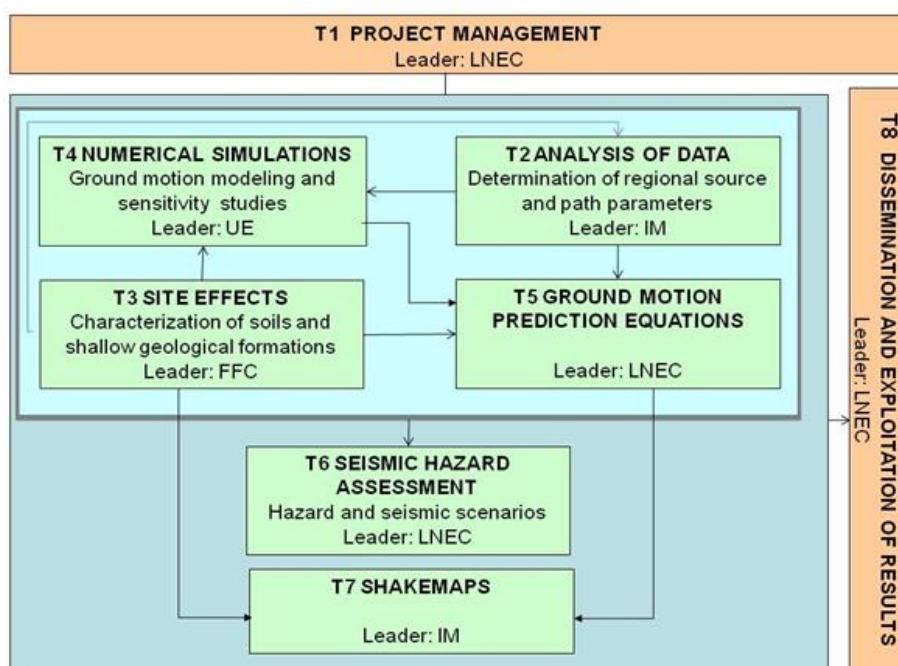 T1 PROJECT MANAGEMENT
Leader: LNEC
T4 NUMERICAL SIMULATIONS
Ground motion modeling and
sensitivity studies
Leader: UE
T2 ANALYSIS OF DATA
Determination of regional source
and path parameters
Leader: IM
T3 SITE EFFECTS
Characterization of soils and
shallow geological formations
Leader: FFC
T5 GROUND MOTION
PREDICTION EQUATIONS
Leader: LNEC
T6 SEISMIC HAZARD
ASSESSMENT
Hazard and seismic scenarios
Leader: LNEC
T7 SHAKEMAPS
Leader: IM
T8 DISSEMINATION AND EXPLOITATION OF RESULTS
Leader: LNEC